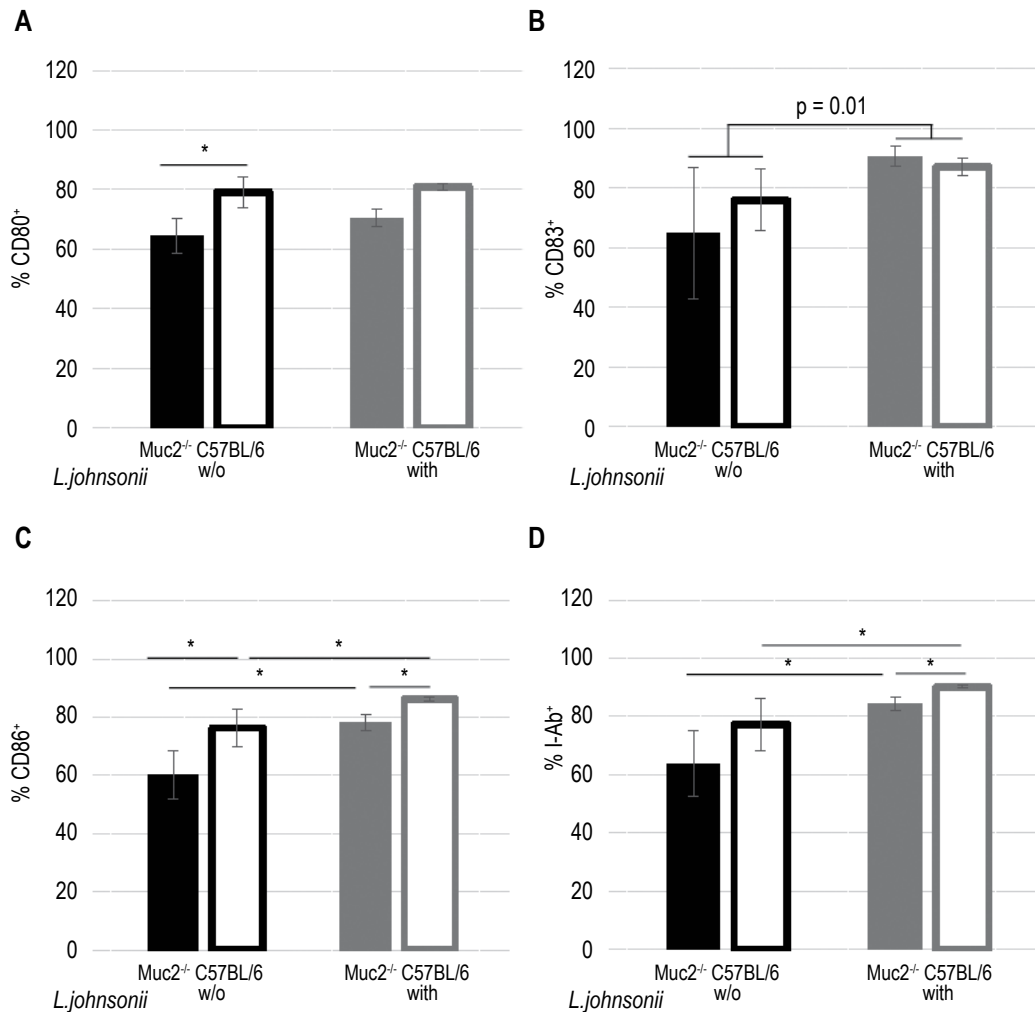 A
% CD80⁺
120
100
80
60
40
20
0
*
Muc2⁻/⁻ C57BL/6
w/o
Muc2⁻/⁻ C57BL/6
with
L.johnsonii
B
% CD83⁺
120
100
80
60
40
20
0
p = 0.01
Muc2⁻/⁻ C57BL/6
w/o
Muc2⁻/⁻ C57BL/6
with
L.johnsonii
C
% CD86⁺
120
100
80
60
40
20
0
* *
* *
Muc2⁻/⁻ C57BL/6
w/o
Muc2⁻/⁻ C57BL/6
with
L.johnsonii
D
% I-Ab⁺
120
100
80
60
40
20
0
*
* *
Muc2⁻/⁻ C57BL/6
w/o
Muc2⁻/⁻ C57BL/6
with
L.johnsonii